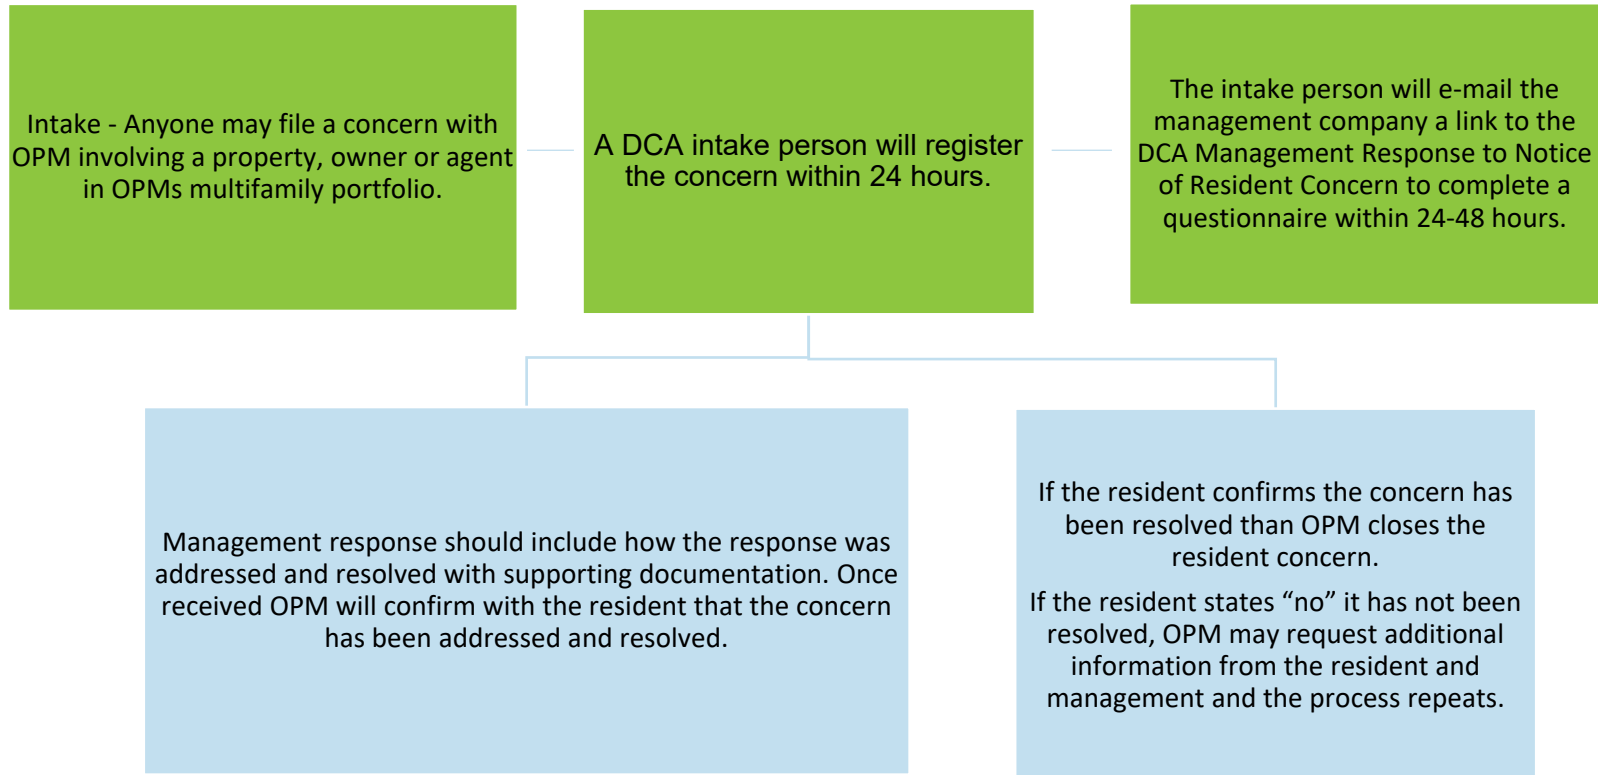 Intake - Anyone may file a concern with
OPM involving a property, owner or agent
in OPMs multifamily portfolio.
A DCA intake person will register
the concern within 24 hours.
The intake person will e-mail the
management company a link to the
DCA Management Response to Notice
of Resident Concern to complete a
questionnaire within 24-48 hours.
Management response should include how the response was
addressed and resolved with supporting documentation. Once
received OPM will confirm with the resident that the concern
has been addressed and resolved.
If the resident confirms the concern has
been resolved than OPM closes the
resident concern.
If the resident states “no” it has not been
resolved, OPM may request additional
information from the resident and
management and the process repeats.